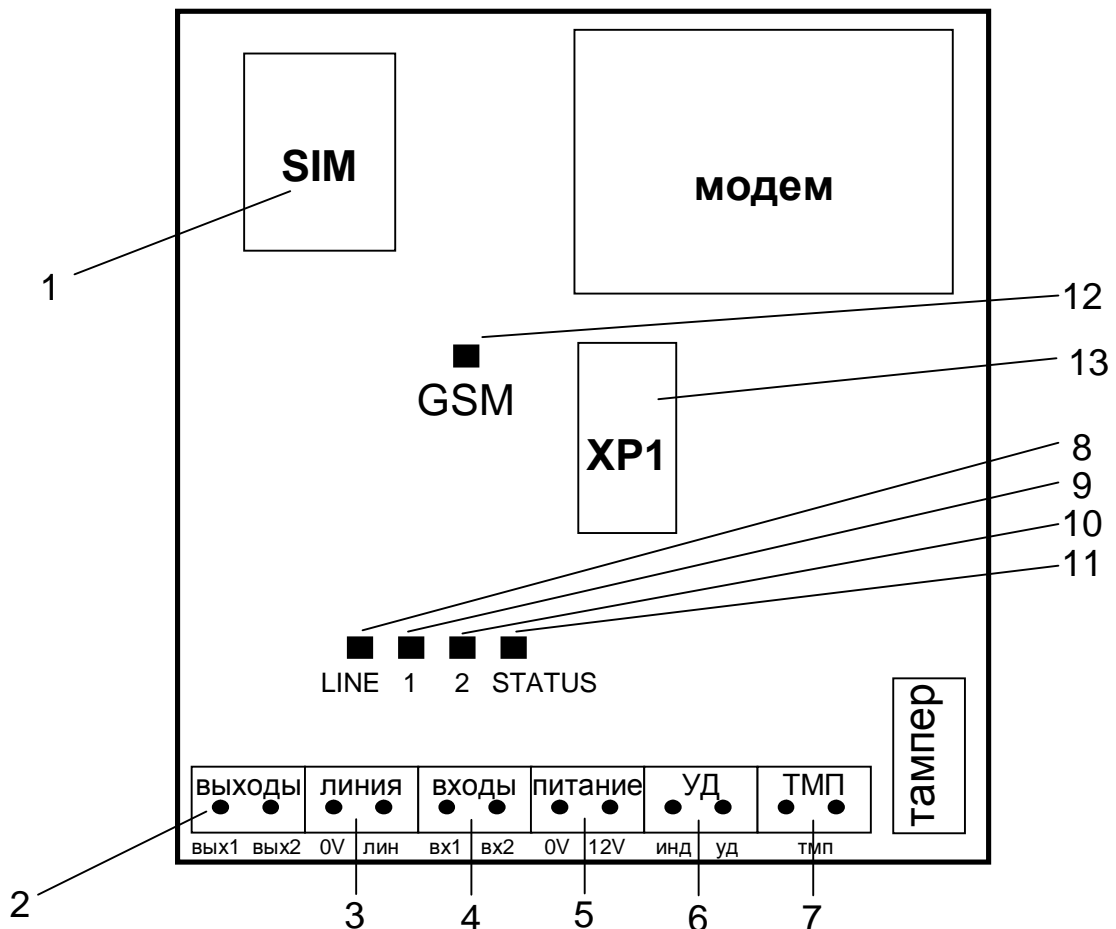 SIM
модем
1
12
13
GSM
XP1
8
9
10
11
LINE 1 2 STATUS
тампер
выходы линия входы питание УД ТМП
вых1 вых2 0V лин вх1 вх2 0V 12V инд уд тмп
2 3 4 5 6 7